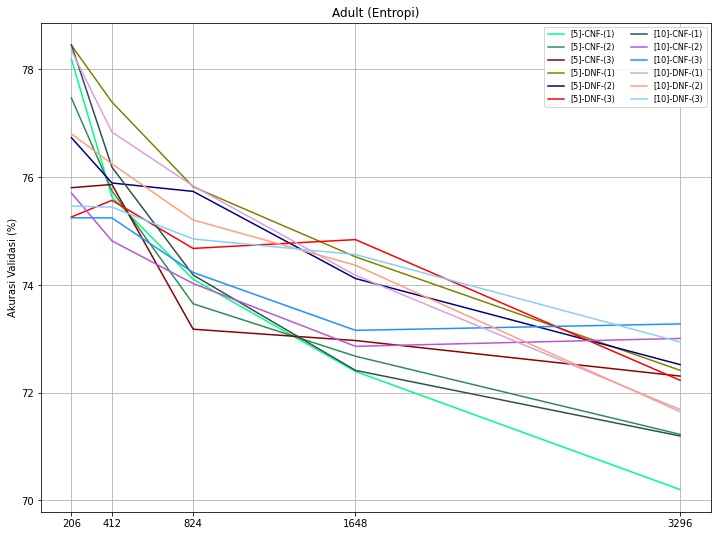 Adult (Entropi)
[5]-CNF-(1) [10]-CNF-(1)
[5]-CNF-(2) [10]-CNF-(2)
[5]-CNF-(3) [10]-CNF-(3)
[5]-DNF-(1) [10]-DNF-(1)
[5]-DNF-(2) [10]-DNF-(2)
[5]-DNF-(3) [10]-DNF-(3)
Akurasi Validasi (%)
78
76
74
72
70
206 412 824 1648 3296